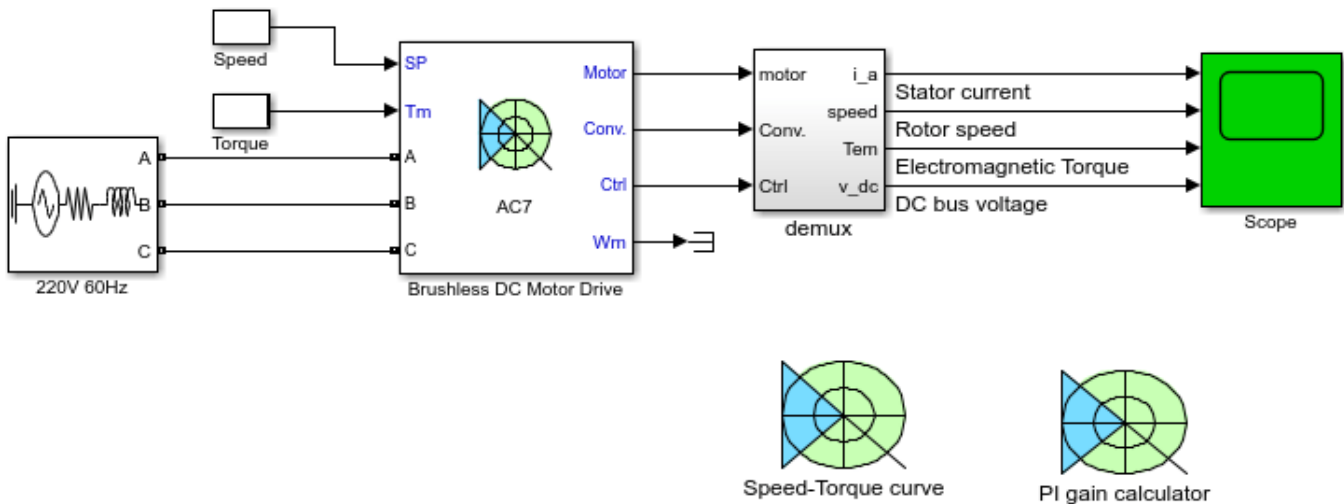 Speed
Torque
A
B
C
220V 60Hz
SP
Tm
A
B
C
AC7
Motor
Conv.
Ctrl
Wm
Brushless DC Motor Drive
motor
Conv.
Ctrl
i_a
speed
Tem
v_dc
demux
Stator current
Rotor speed
Electromagnetic Torque
DC bus voltage
Scope
Speed-Torque curve
PI gain calculator